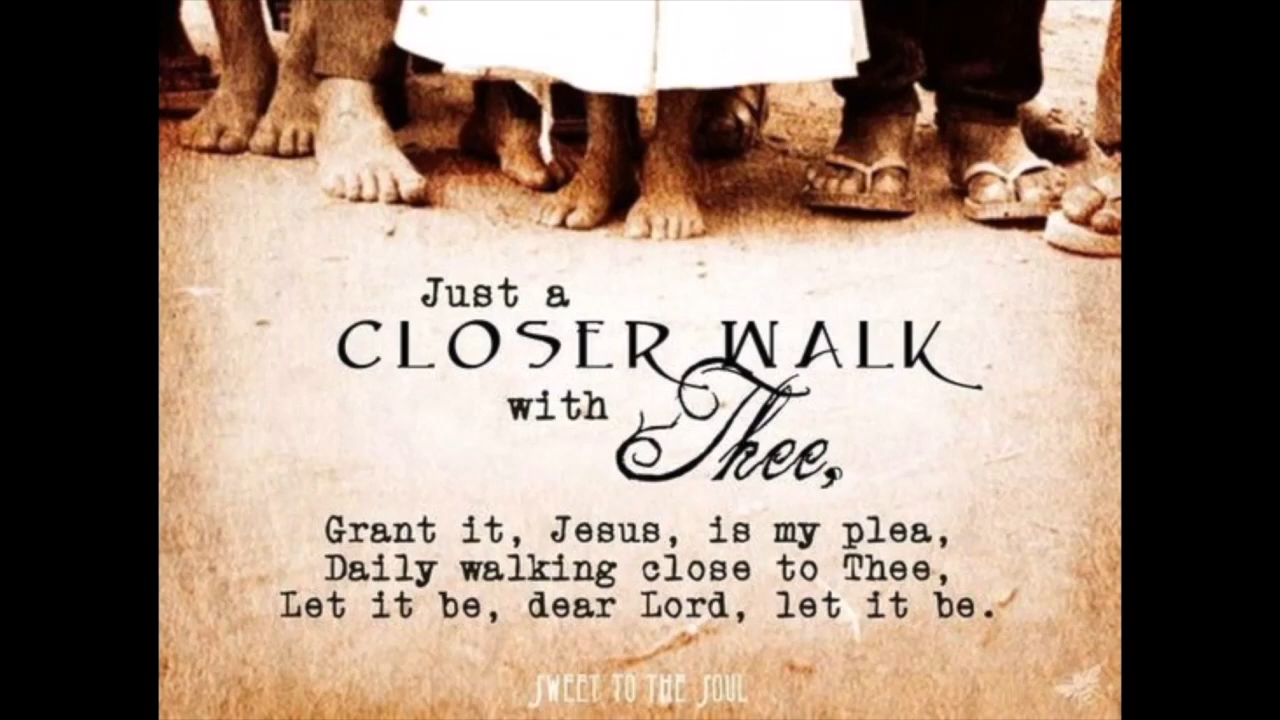 Just a
CLOSER WALK
with Thee,
Grant it, Jesus, is my plea,
Daily walking close to Thee,
Let it be, dear Lord, let it be.
SWEET TO THE SOUL